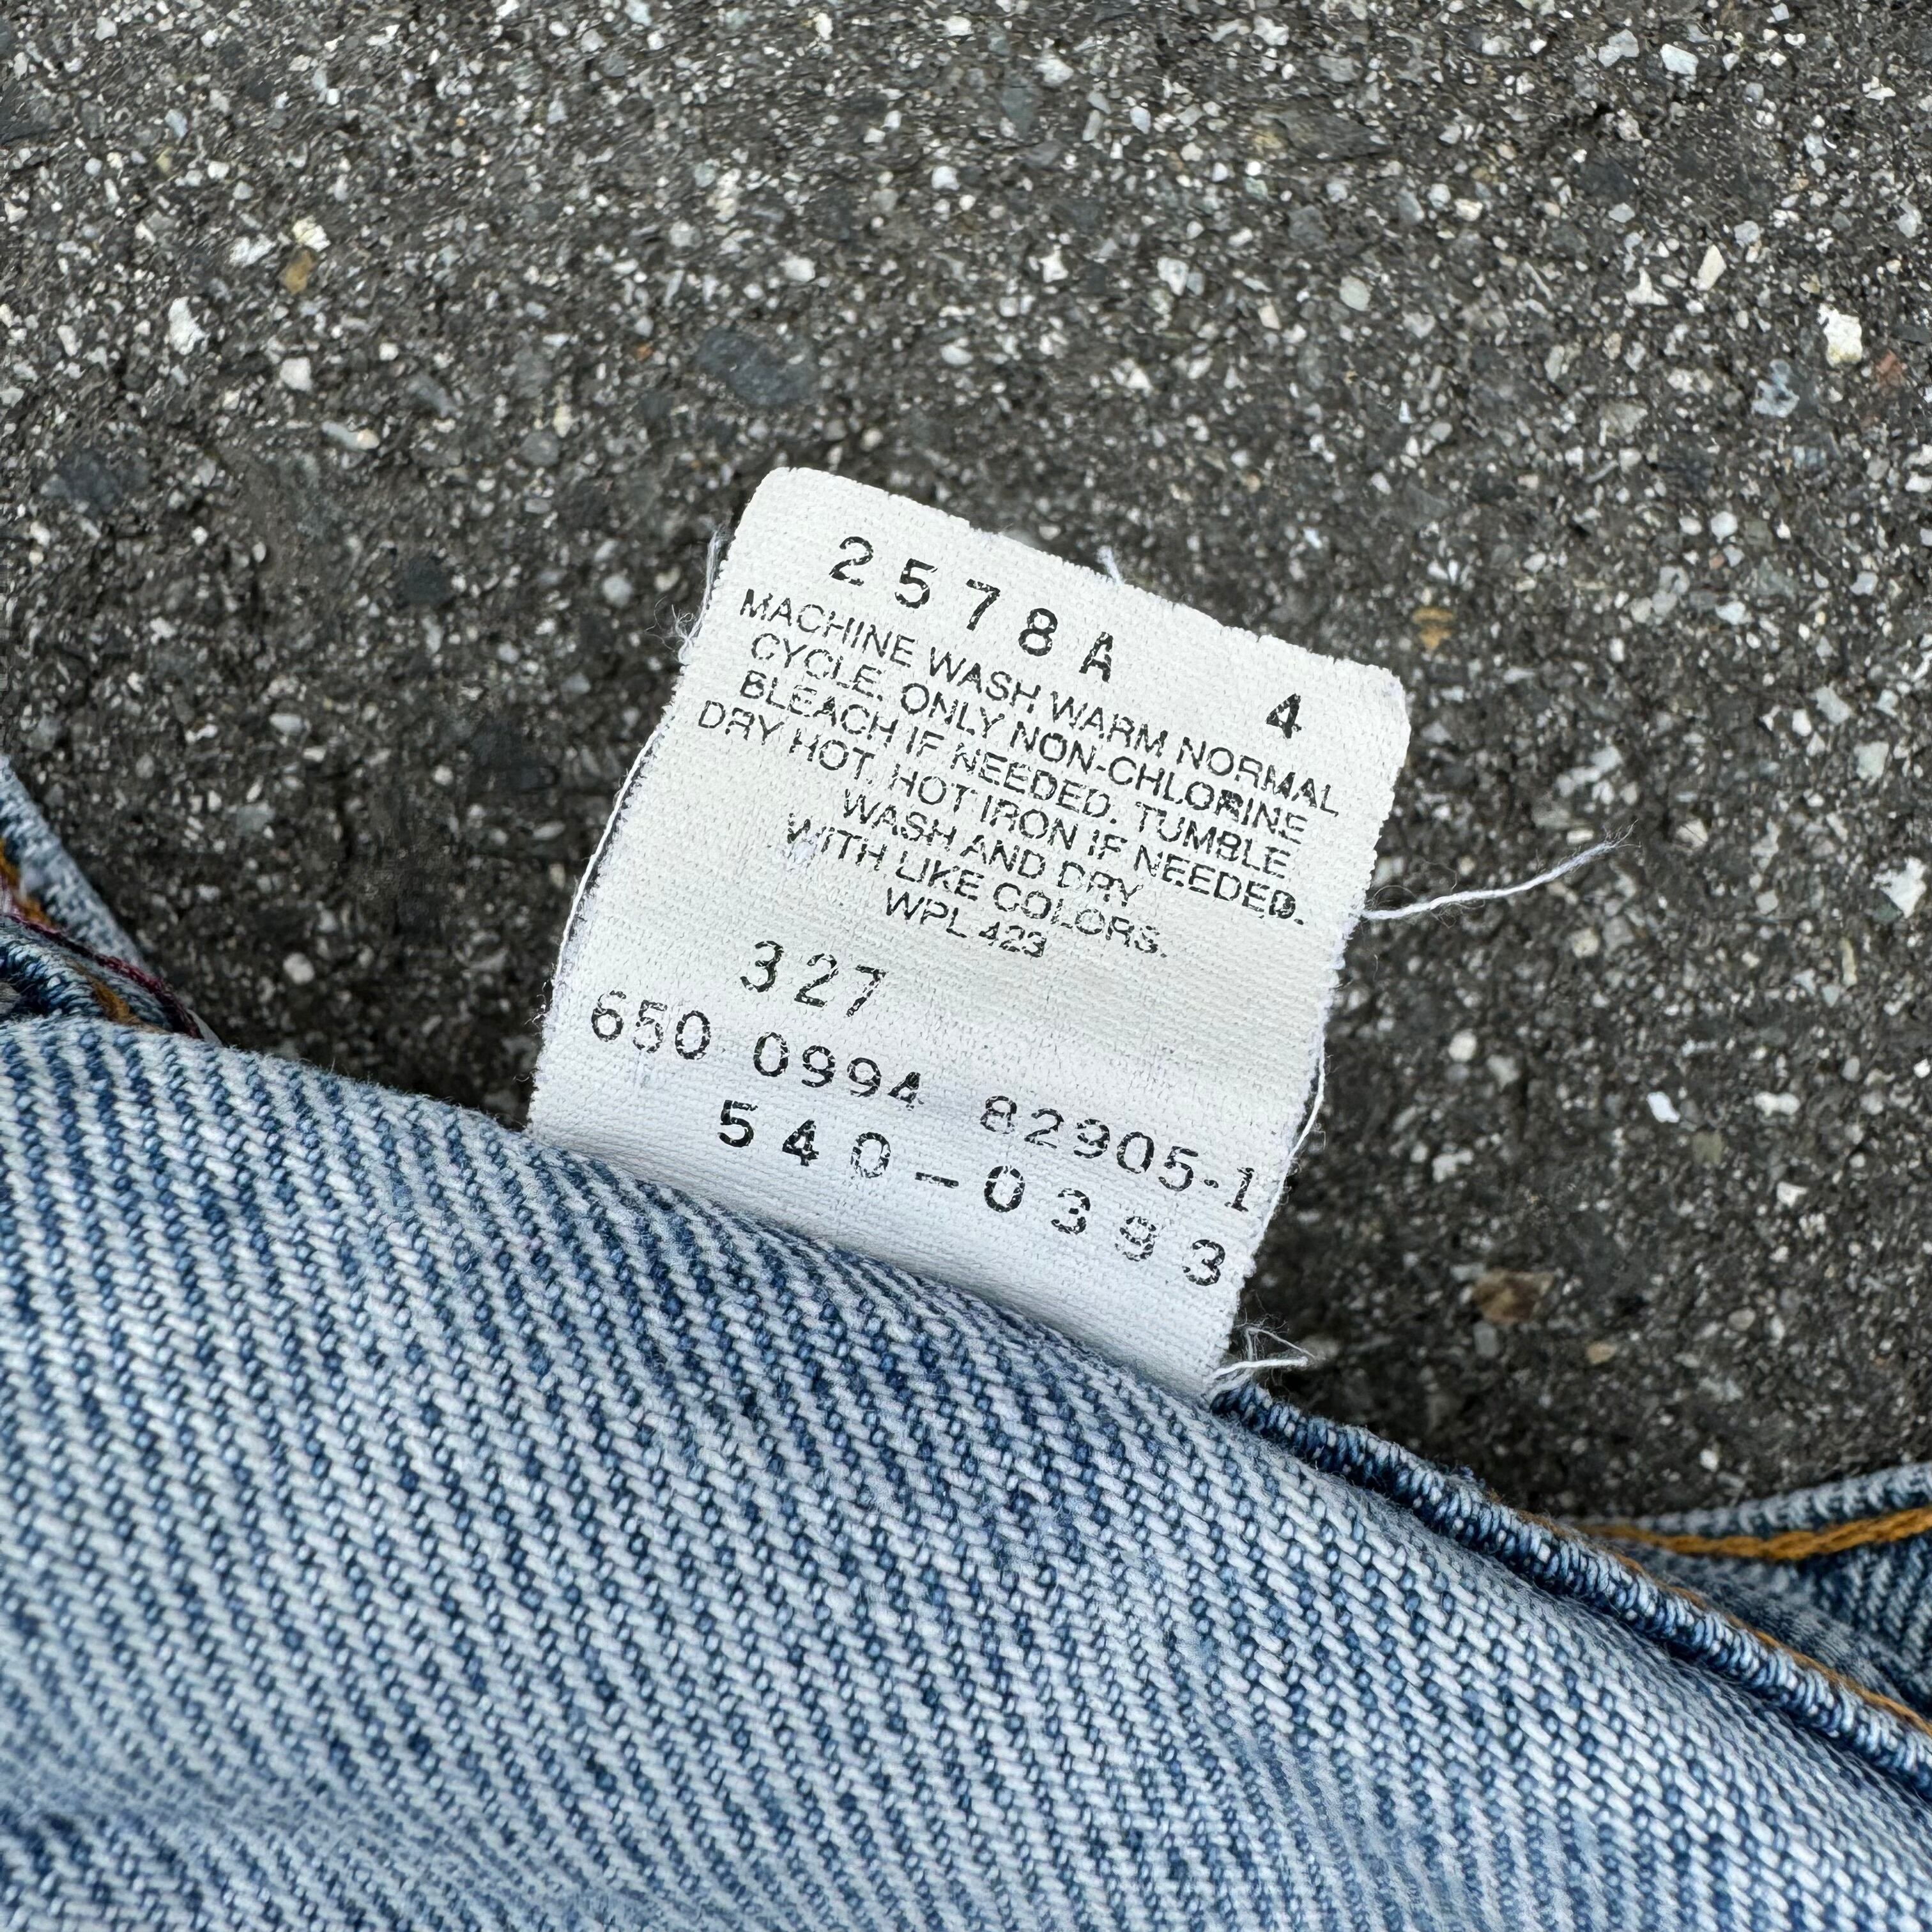 2578A
4
MACHINE WASH WARM NORMAL
CYCLE. ONLY NON-CHLORINE
BLEACH IF NEEDED. TUMBLE
DRY HOT. HOT IRON IF NEEDED.
WASH AND DRY
WITH LIKE COLORS.
WPL 423
327
650 0994 82905-1
540-0393